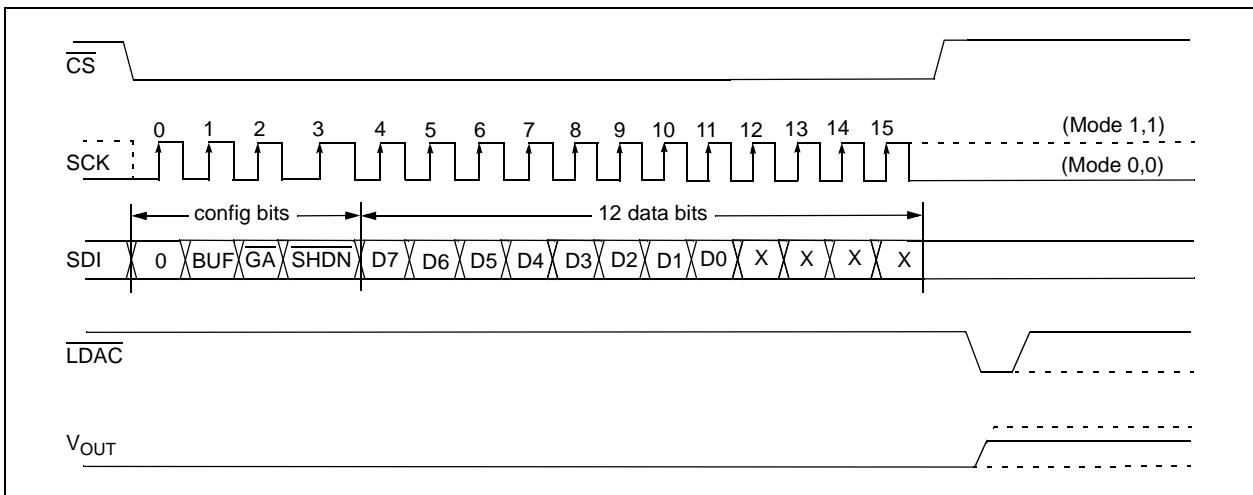 CS
0 1 2 3 4 5 6 7 8 9 10 11 12 13 14 15
(Mode 1,1)
SCK
(Mode 0,0)
config bits
12 data bits
SDI
0 BUF GA SHDN D7 D6 D5 D4 D3 D2 D1 D0 X X X X
LDAC
VOUT